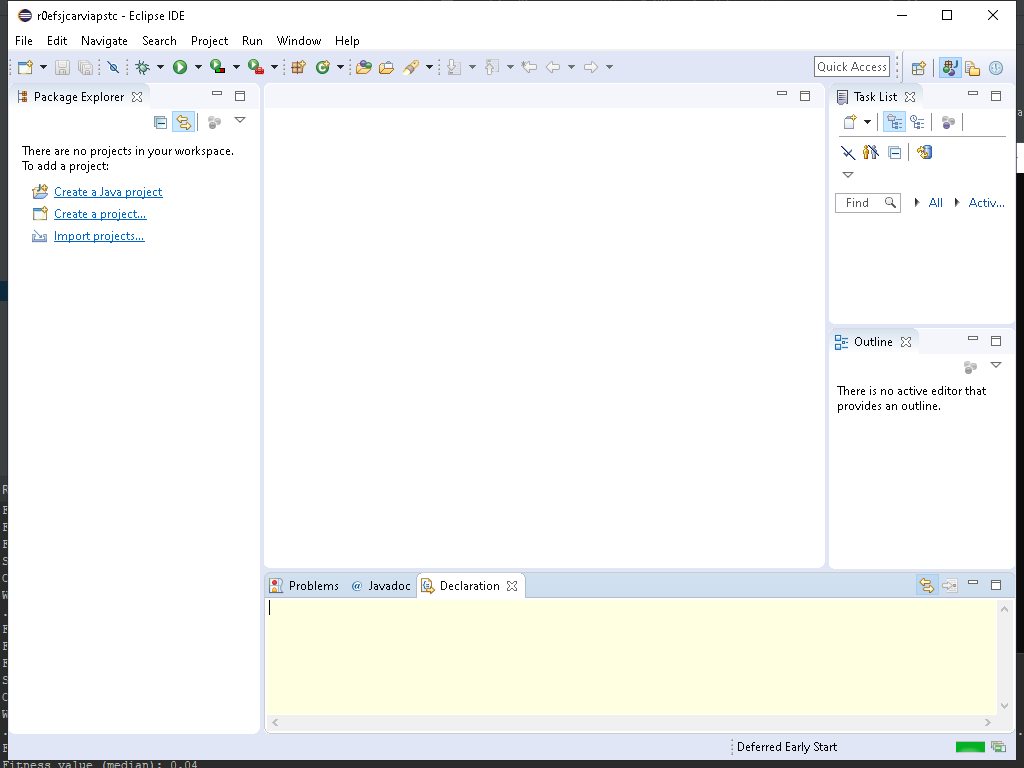 r0efsjcarviapstc - Eclipse IDE
File Edit Navigate Search Project Run Window Help
Quick Access
Package Explorer
There are no projects in your workspace.
To add a project:
Create a Java project
Create a project...
Import projects...
Task List
Find
All
Activ...
Outline
There is no active editor that
provides an outline.
Problems @ Javadoc Declaration
Deferred Early Start
Fitness value (median): 0.04